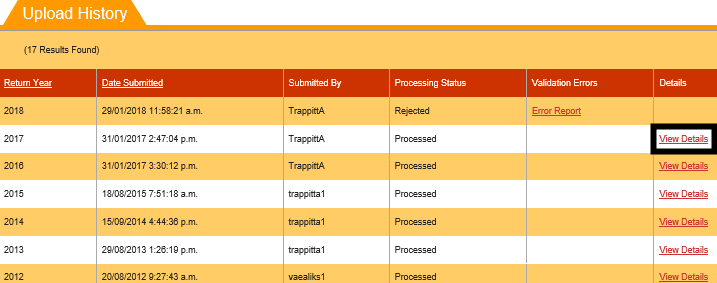 Upload History
(17 Results Found)
Return Year Date Submitted Submitted By Processing Status Validation Errors Details
2018 29/01/2018 11:58:21 a.m. TrappittA Rejected Error Report
2017 31/01/2017 2:47:04 p.m. TrappittA Processed View Details
2016 31/01/2017 3:30:12 p.m. TrappittA Processed View Details
2015 18/08/2015 7:51:18 a.m. trappitta1 Processed View Details
2014 15/09/2014 4:44:36 p.m. trappitta1 Processed View Details
2013 29/08/2013 1:26:19 p.m. trappitta1 Processed View Details
2012 20/08/2012 9:27:43 a.m. vaealiks1 Processed View Details